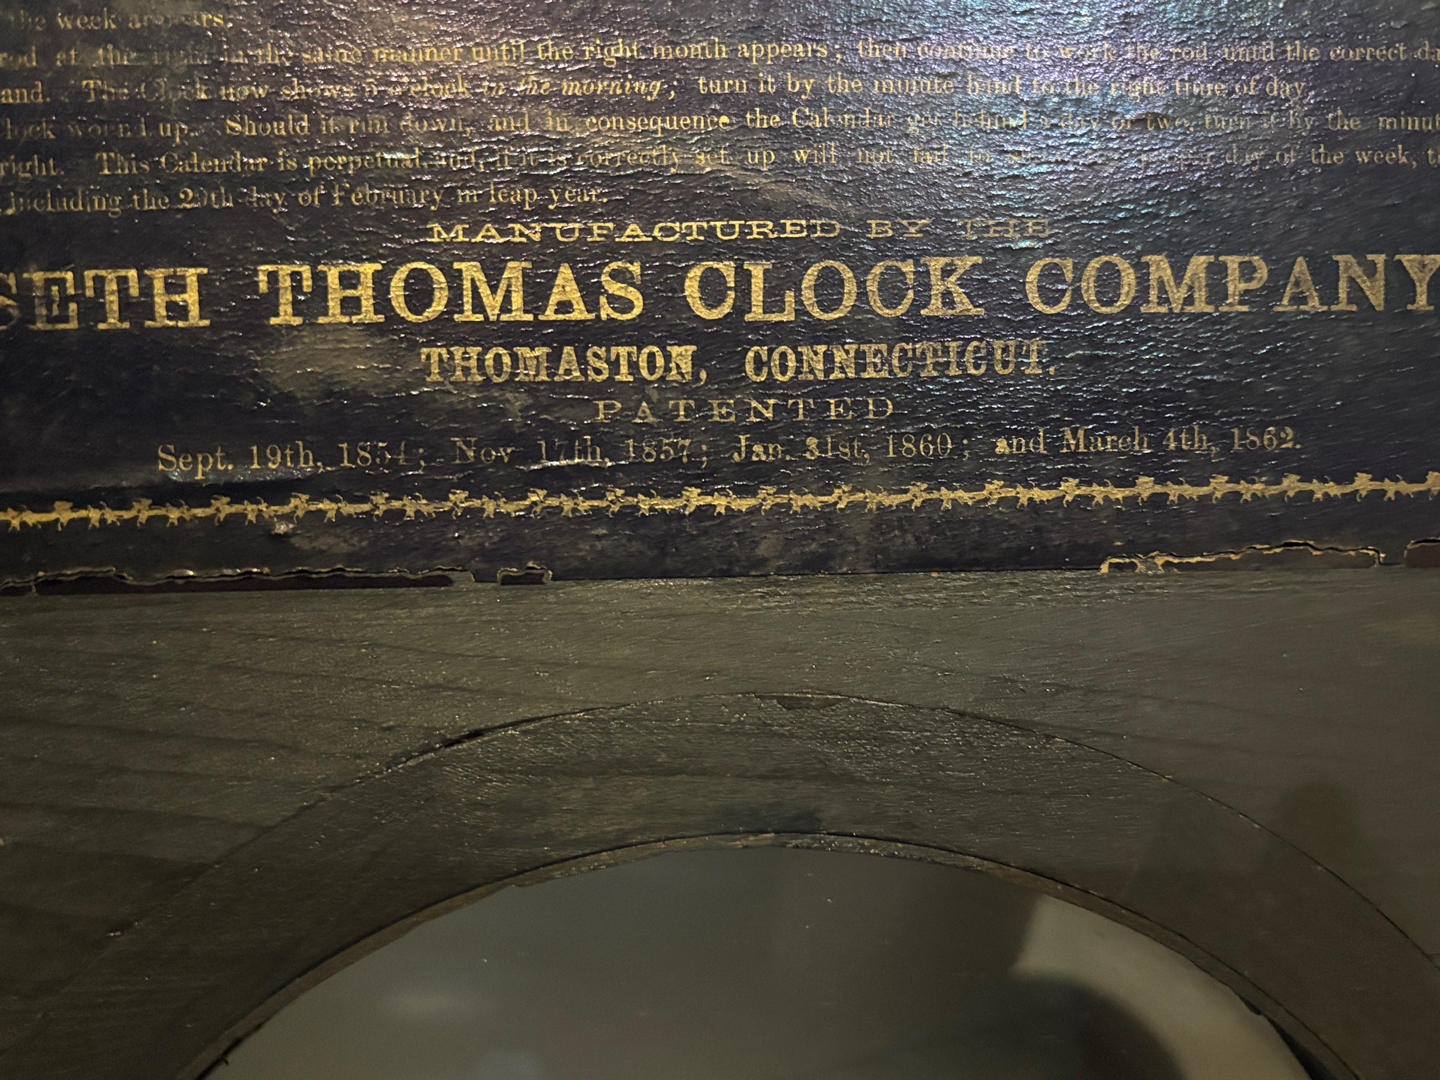 the week appears.
rod at the right in the same manner until the right month appears; then continue to work the rod until the correct da
and. The Clock now shows 5 o'clock in the morning; turn it by the minute hand to the right time of day.
lock wound up. Should it run down, and in consequence the Calendar get behind a day or two, turn it by the minut
right. This Calendar is perpetual and, if it is correctly set up will not fail to day of the week, t
including the 29th day of February in leap year.
MANUFACTURED BY THE
SETH THOMAS CLOCK COMPANY
THOMASTON, CONNECTICUT.
PATENTED
Sept. 19th, 1854; Nov 17th, 1857; Jan. 31st, 1860; and March 4th, 1862.